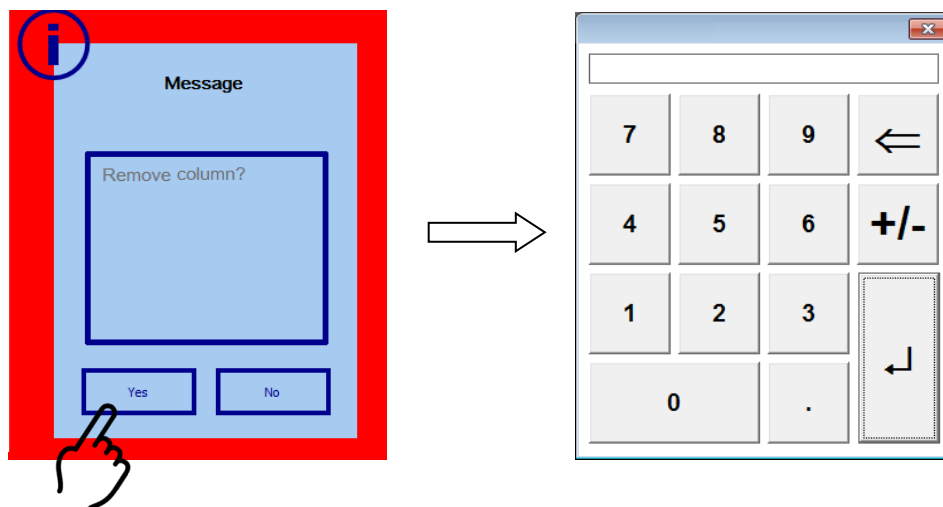 i
Message
Remove column?
Yes No
7 8 9 ⇐
4 5 6 +/-
1 2 3 ↵
0 .